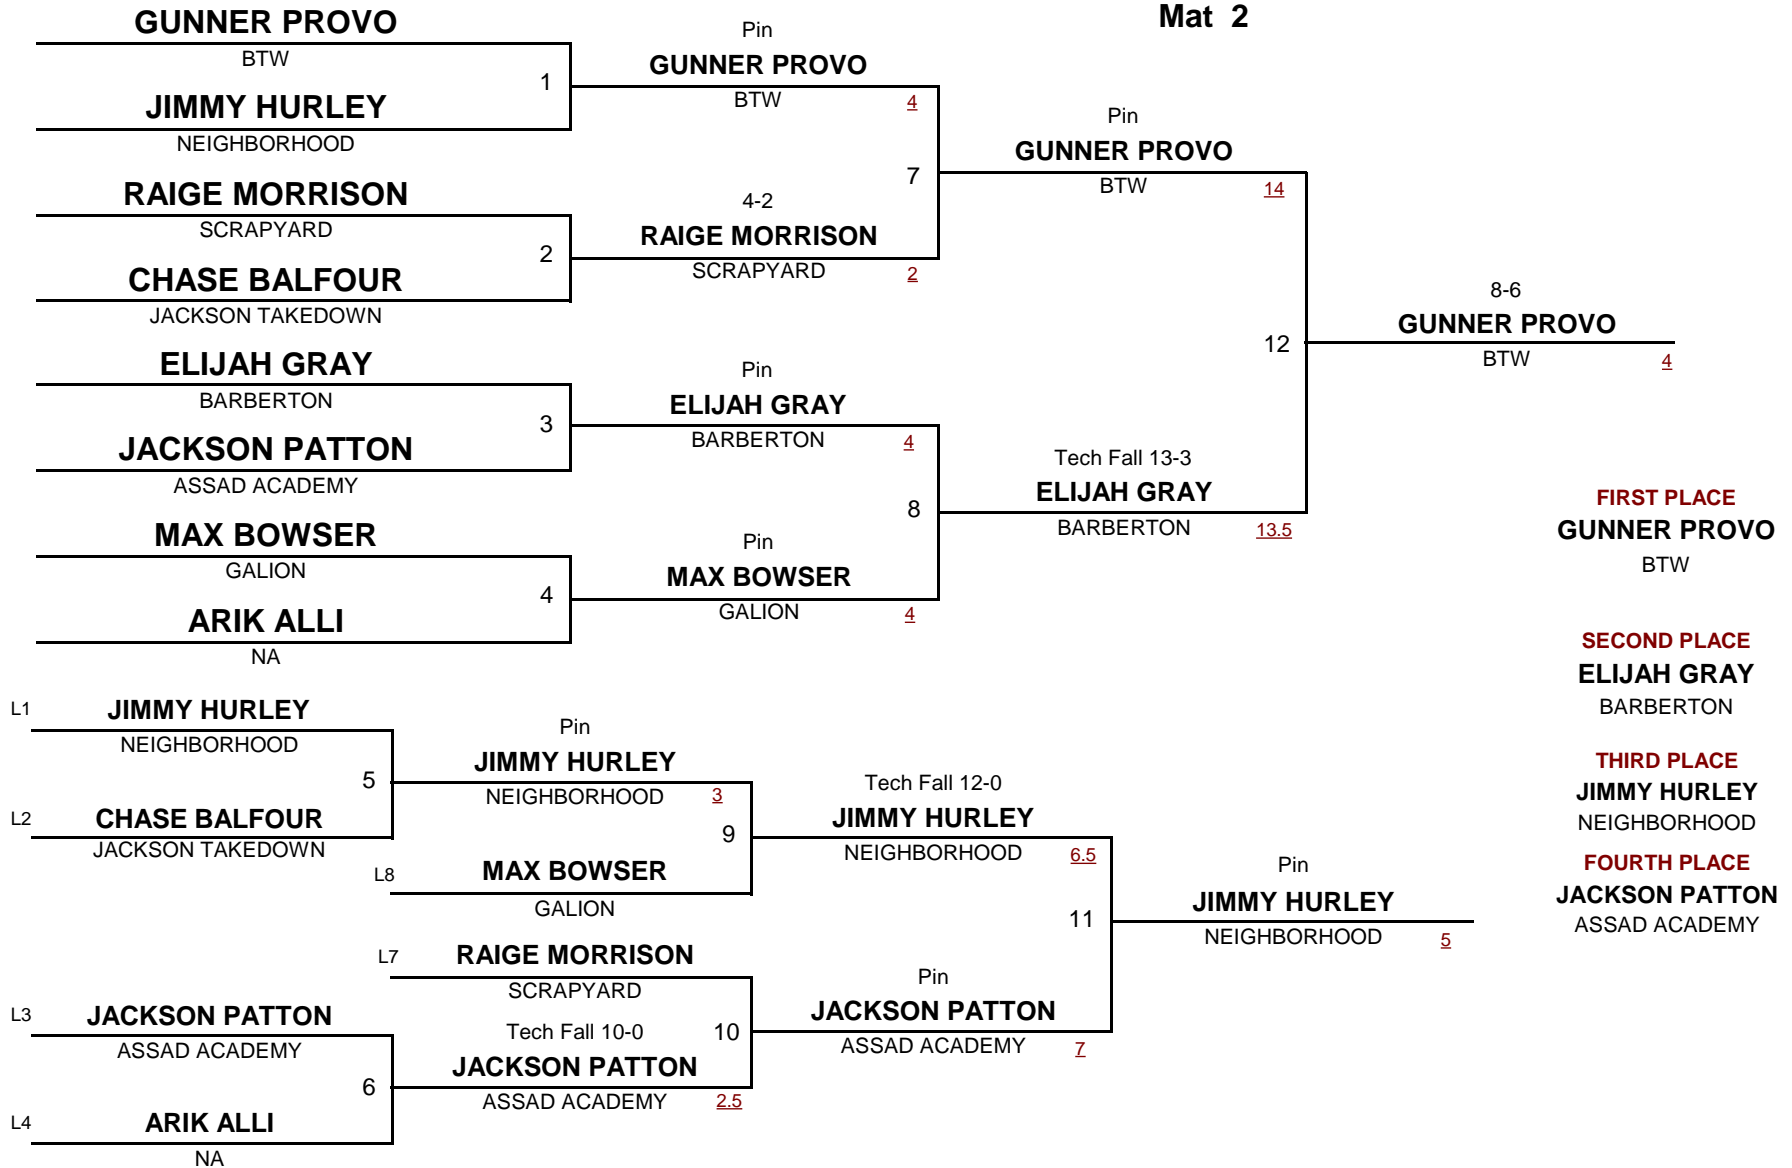 Mat 2
GUNNER PROVO
BTW
1
JIMMY HURLEY
NEIGHBORHOOD
RAIGE MORRISON
SCRAPYARD
2
CHASE BALFOUR
JACKSON TAKEDOWN
ELIJAH GRAY
BARBERTON
3
JACKSON PATTON
ASSAD ACADEMY
MAX BOWSER
GALION
4
ARIK ALLI
NA
Pin
GUNNER PROVO
BTW 4
7
4-2
RAIGE MORRISON
SCRAPYARD 2
Pin
ELIJAH GRAY
BARBERTON 4
8
Pin
MAX BOWSER
GALION 4
Pin
GUNNER PROVO
BTW 14
12
Tech Fall 13-3
ELIJAH GRAY
BARBERTON 13.5
8-6
GUNNER PROVO
BTW 4
FIRST PLACE
GUNNER PROVO
BTW
SECOND PLACE
ELIJAH GRAY
BARBERTON
THIRD PLACE
JIMMY HURLEY
NEIGHBORHOOD
FOURTH PLACE
JACKSON PATTON
ASSAD ACADEMY
L1 JIMMY HURLEY
NEIGHBORHOOD
5
L2 CHASE BALFOUR
JACKSON TAKEDOWN
Pin
JIMMY HURLEY
NEIGHBORHOOD 3
9
L8 MAX BOWSER
GALION
L7 RAIGE MORRISON
SCRAPYARD
10
L3 JACKSON PATTON
ASSAD ACADEMY
6
L4 ARIK ALLI
NA
Tech Fall 10-0
JACKSON PATTON
ASSAD ACADEMY 2.5
Tech Fall 12-0
JIMMY HURLEY
NEIGHBORHOOD 6.5
11
Pin
JACKSON PATTON
ASSAD ACADEMY 7
Pin
JIMMY HURLEY
NEIGHBORHOOD 5